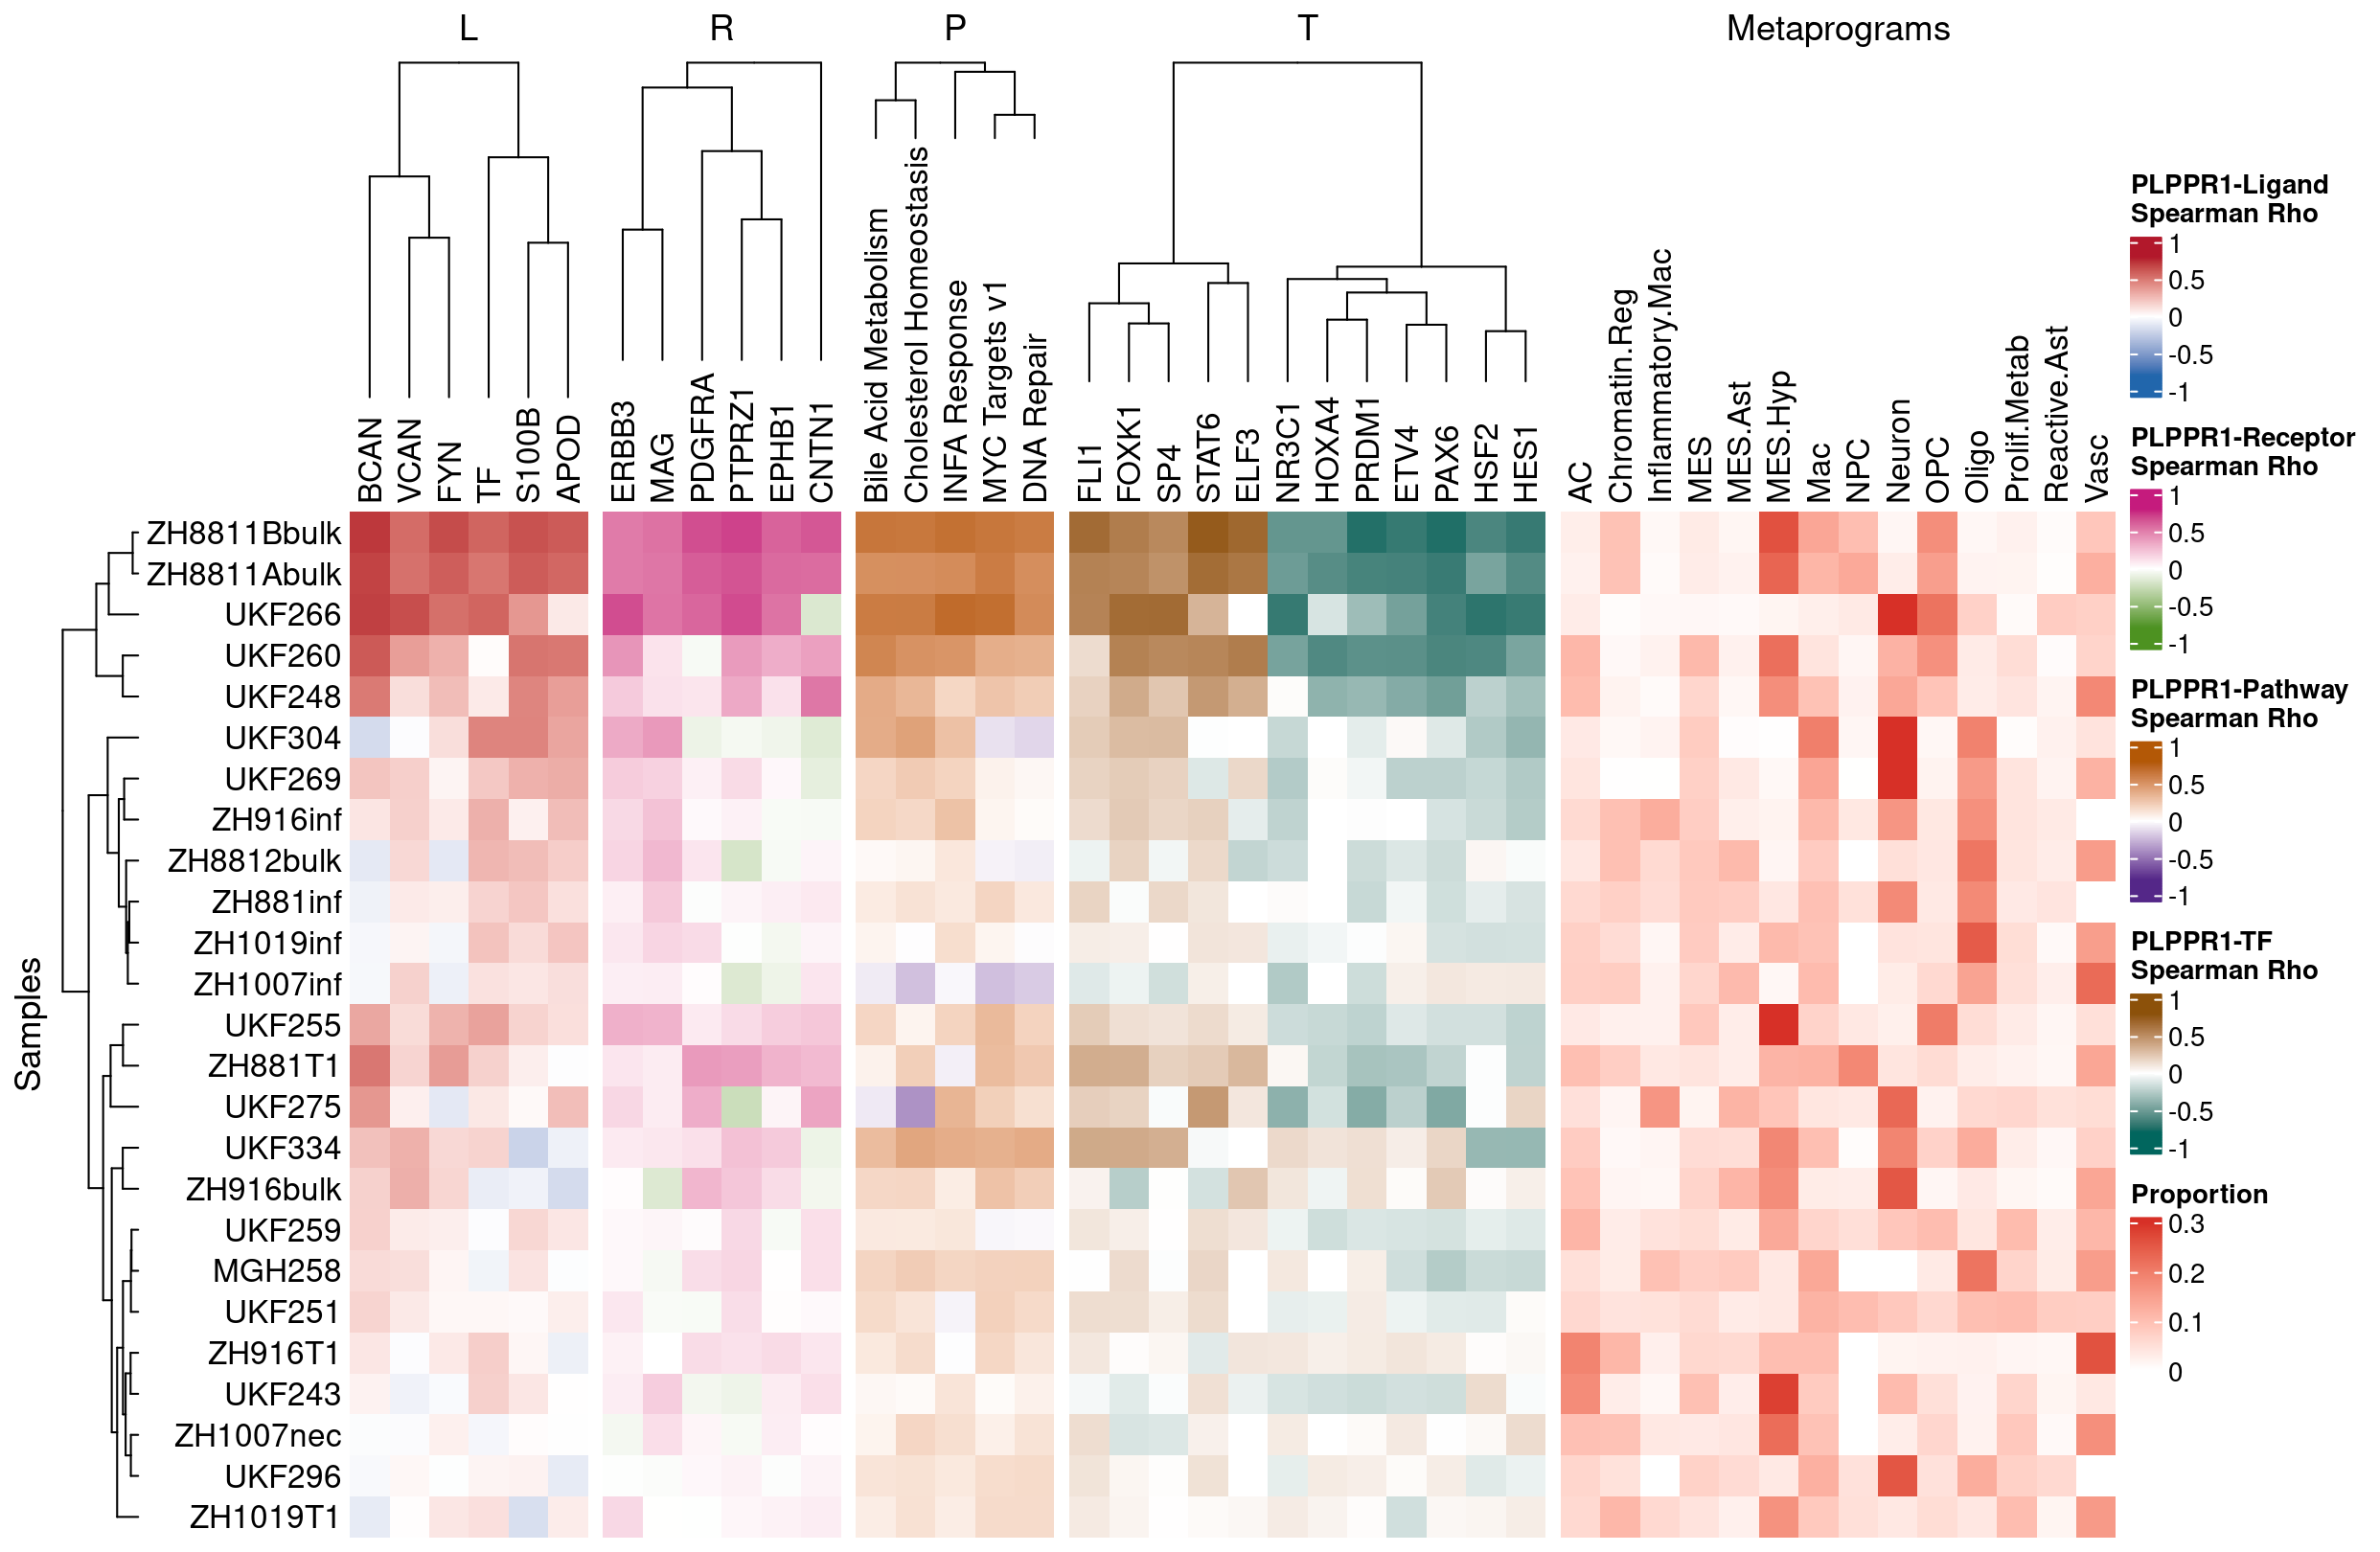 L
R
P
T
Metaprograms
BCAN
VCAN
FYN
TF
S100B
APOD
ERBB3
MAG
PDGFRA
PTPRZ1
EPHB1
CNTN1
Bile Acid Metabolism
Cholesterol Homeostasis
INFA Response
MYC Targets v1
DNA Repair
FLI1
FOXK1
SP4
STAT6
ELF3
NR3C1
HOXA4
PRDM1
ETV4
PAX6
HSF2
HES1
AC
Chromatin.Reg
Inflammatory.Mac
MES
MES.Ast
MES.Hyp
Mac
NPC
Neuron
OPC
Oligo
Prolif.Metab
Reactive.Ast
Vasc
Samples
ZH8811Bbulk
ZH8811Abulk
UKF266
UKF260
UKF248
UKF304
UKF269
ZH916inf
ZH8812bulk
ZH881inf
ZH1019inf
ZH1007inf
UKF255
ZH881T1
UKF275
UKF334
ZH916bulk
UKF259
MGH258
UKF251
ZH916T1
UKF243
ZH1007nec
UKF296
ZH1019T1
PLPPR1-Ligand
Spearman Rho
1
0.5
0
-0.5
-1
PLPPR1-Receptor
Spearman Rho
1
0.5
0
-0.5
-1
PLPPR1-Pathway
Spearman Rho
1
0.5
0
-0.5
-1
PLPPR1-TF
Spearman Rho
1
0.5
0
-0.5
-1
Proportion
0.3
0.2
0.1
0